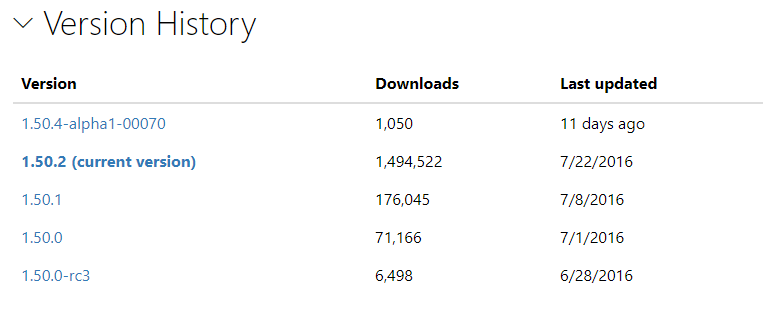 Version History
Version Downloads Last updated
1.50.4-alpha1-00070 1,050 11 days ago
1.50.2 (current version) 1,494,522 7/22/2016
1.50.1 176,045 7/8/2016
1.50.0 71,166 7/1/2016
1.50.0-rc3 6,498 6/28/2016